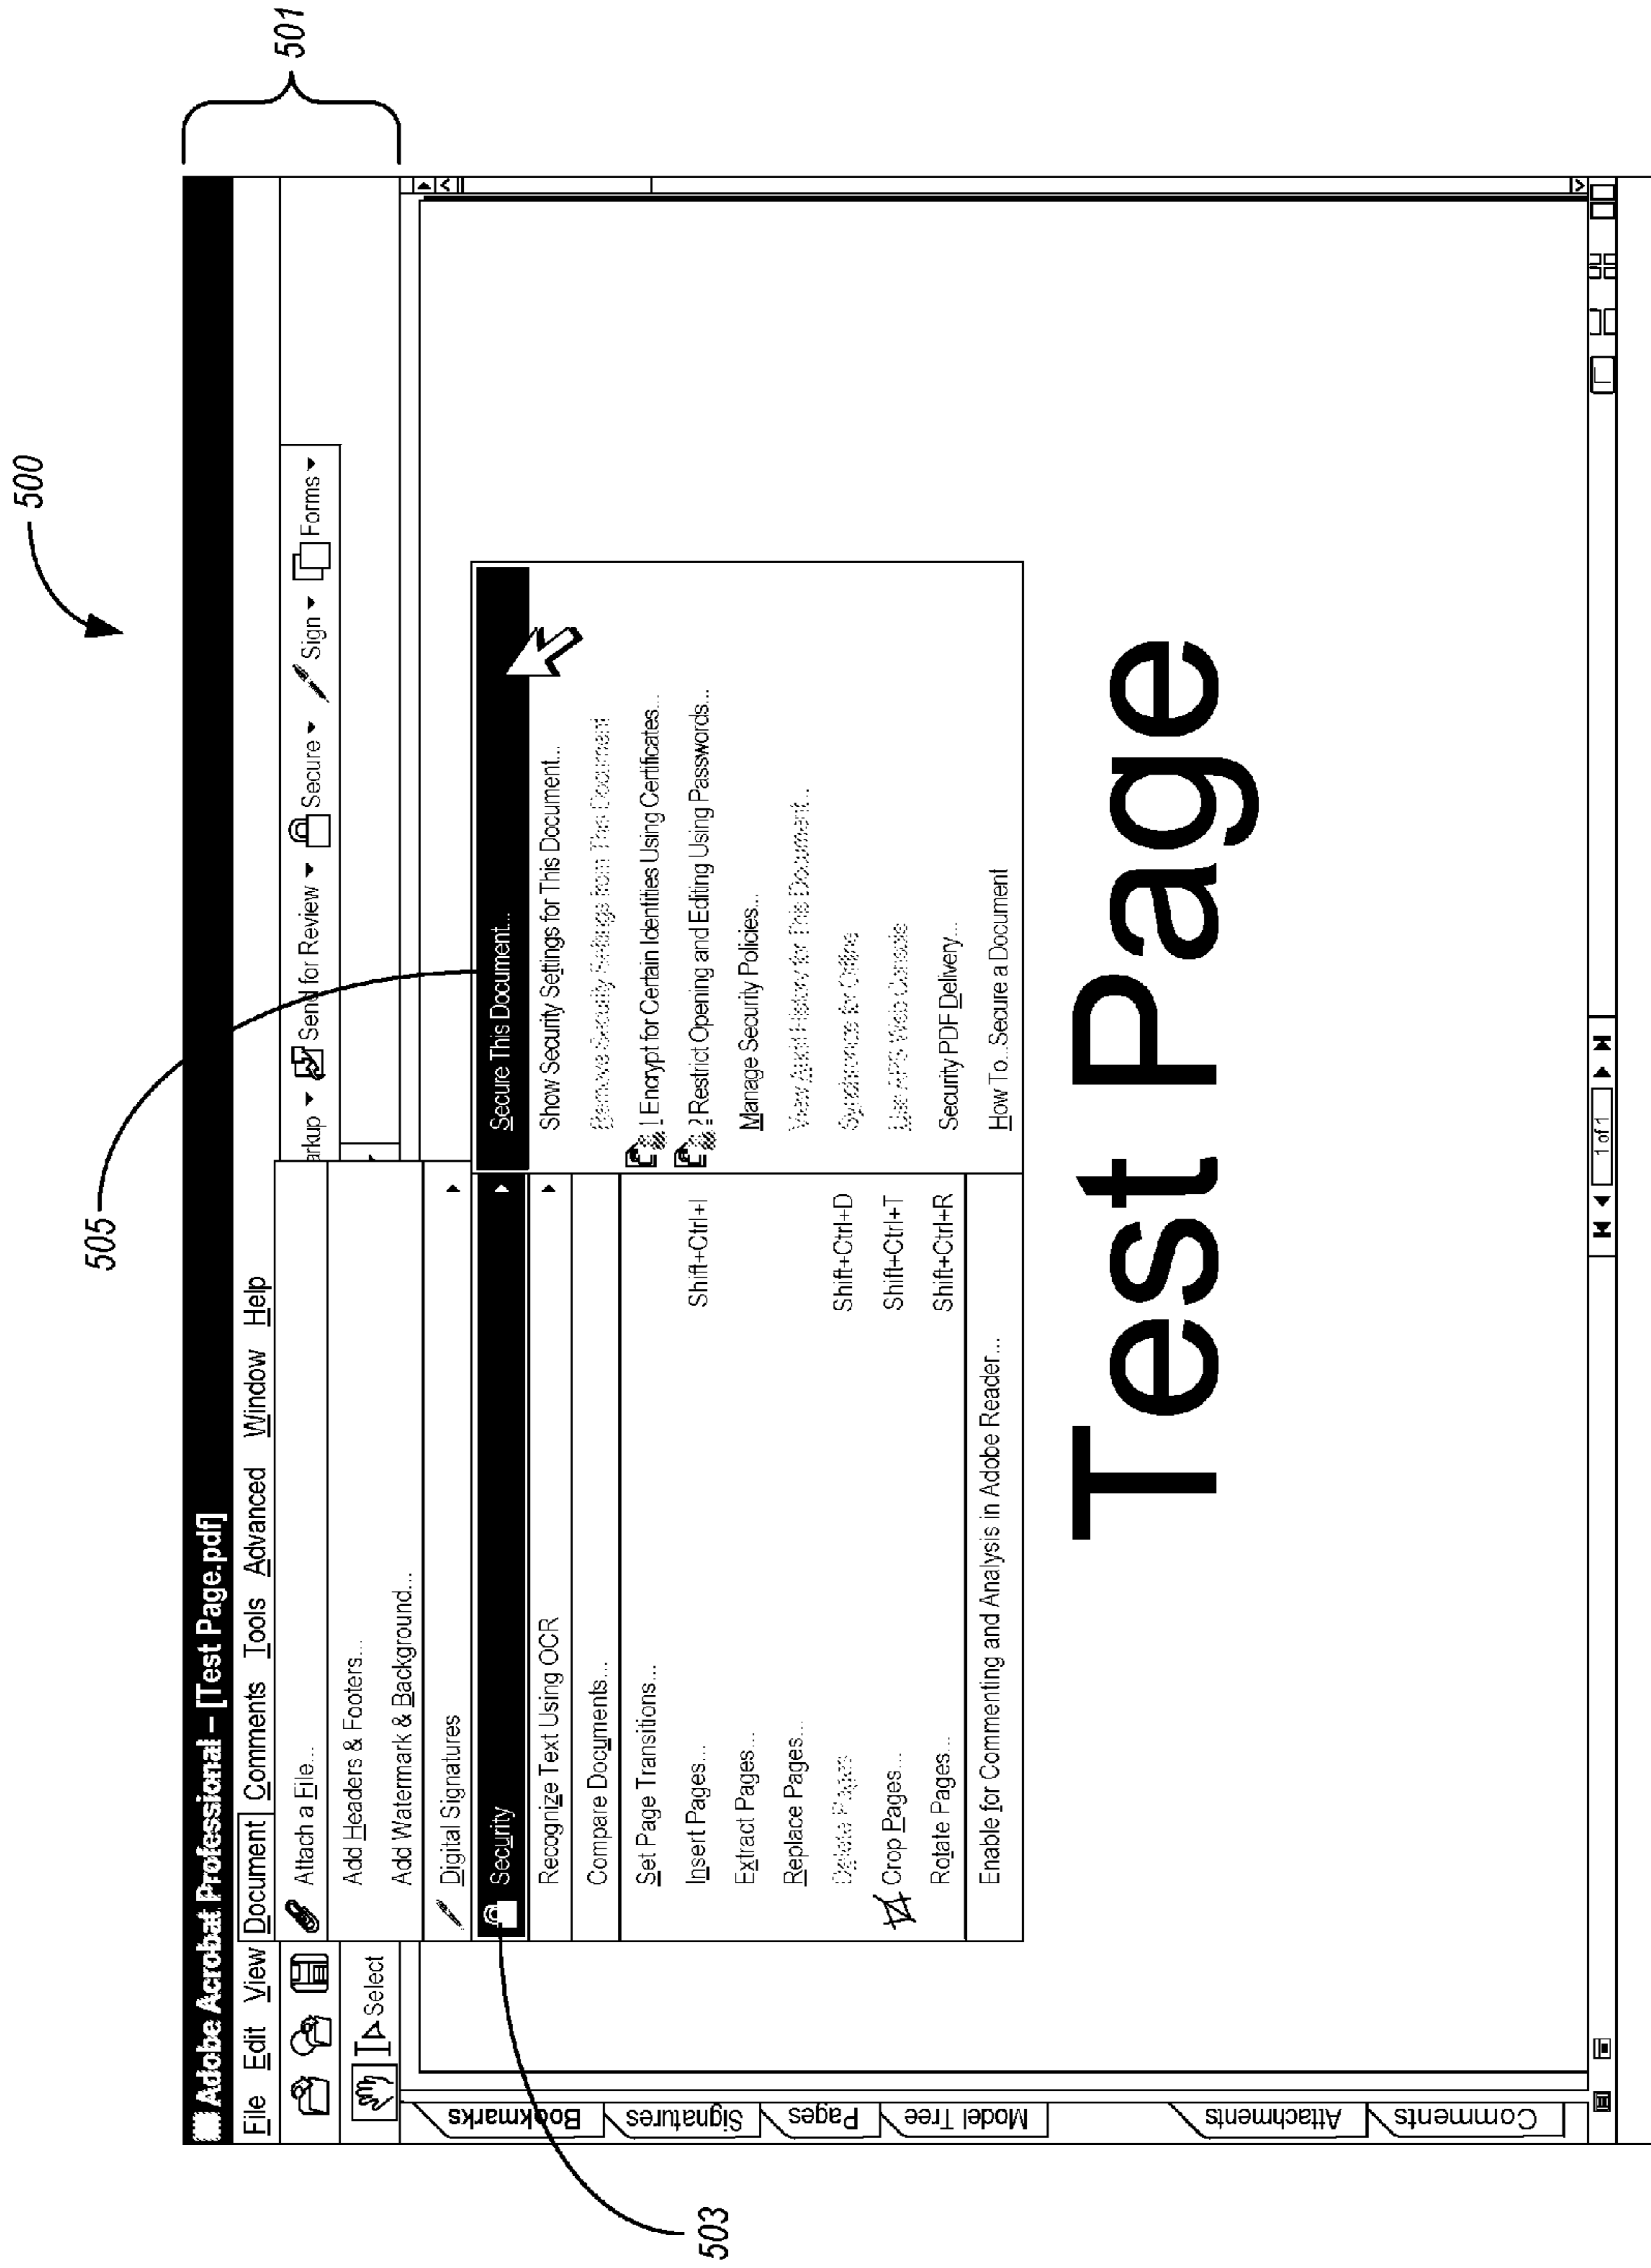 500
501
505
Adobe Acrobat Professional – [Test Page.pdf]
File Edit View Document Comments Tools Advanced Window Help
arkup Send for Review Secure Sign Forms
Select
Attach a File...
Add Headers & Footers...
Add Watermark & Background...
Digital Signatures
Security
Recognize Text Using OCR
Compare Documents...
Set Page Transitions...
Insert Pages... Shift+Ctrl+I
Extract Pages...
Replace Pages...
Delete Pages Shift+Ctrl+D
Crop Pages... Shift+Ctrl+T
Rotate Pages... Shift+Ctrl+R
Enable for Commenting and Analysis in Adobe Reader...
Secure This Document...
Show Security Settings for This Document...
Remove Security Settings from This Document
1 Encrypt for Certain Identities Using Certificates...
2 Restrict Opening and Editing Using Passwords...
Manage Security Policies...
View Audit History for This Document...
Synchronize for Offline
Use APS Web Console
Security PDF Delivery...
How To...Secure a Document
Bookmarks
Signatures
Pages
Model Tree
Attachments
Comments
Test Page
1 of 1
503